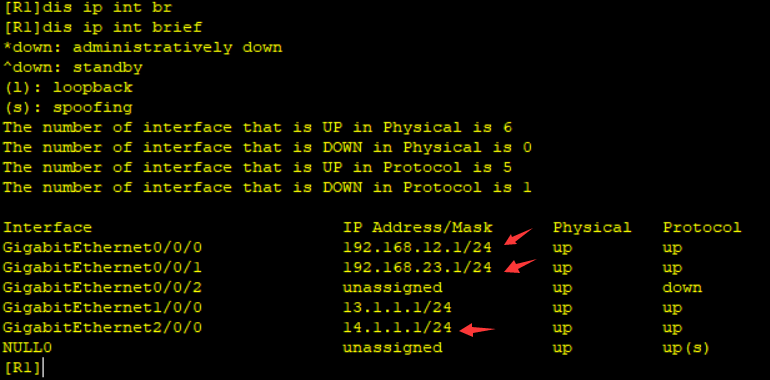 [R1]dis ip int br
[R1]dis ip int brief
*down: administratively down
^down: standby
(l): loopback
(s): spoofing
The number of interface that is UP in Physical is 6
The number of interface that is DOWN in Physical is 0
The number of interface that is UP in Protocol is 5
The number of interface that is DOWN in Protocol is 1
Interface IP Address/Mask Physical Protocol
GigabitEthernet0/0/0 192.168.12.1/24 up up
GigabitEthernet0/0/1 192.168.23.1/24 up up
GigabitEthernet0/0/2 unassigned up down
GigabitEthernet1/0/0 13.1.1.1/24 up up
GigabitEthernet2/0/0 14.1.1.1/24 up up
NULL0 unassigned up up(s)
[R1]